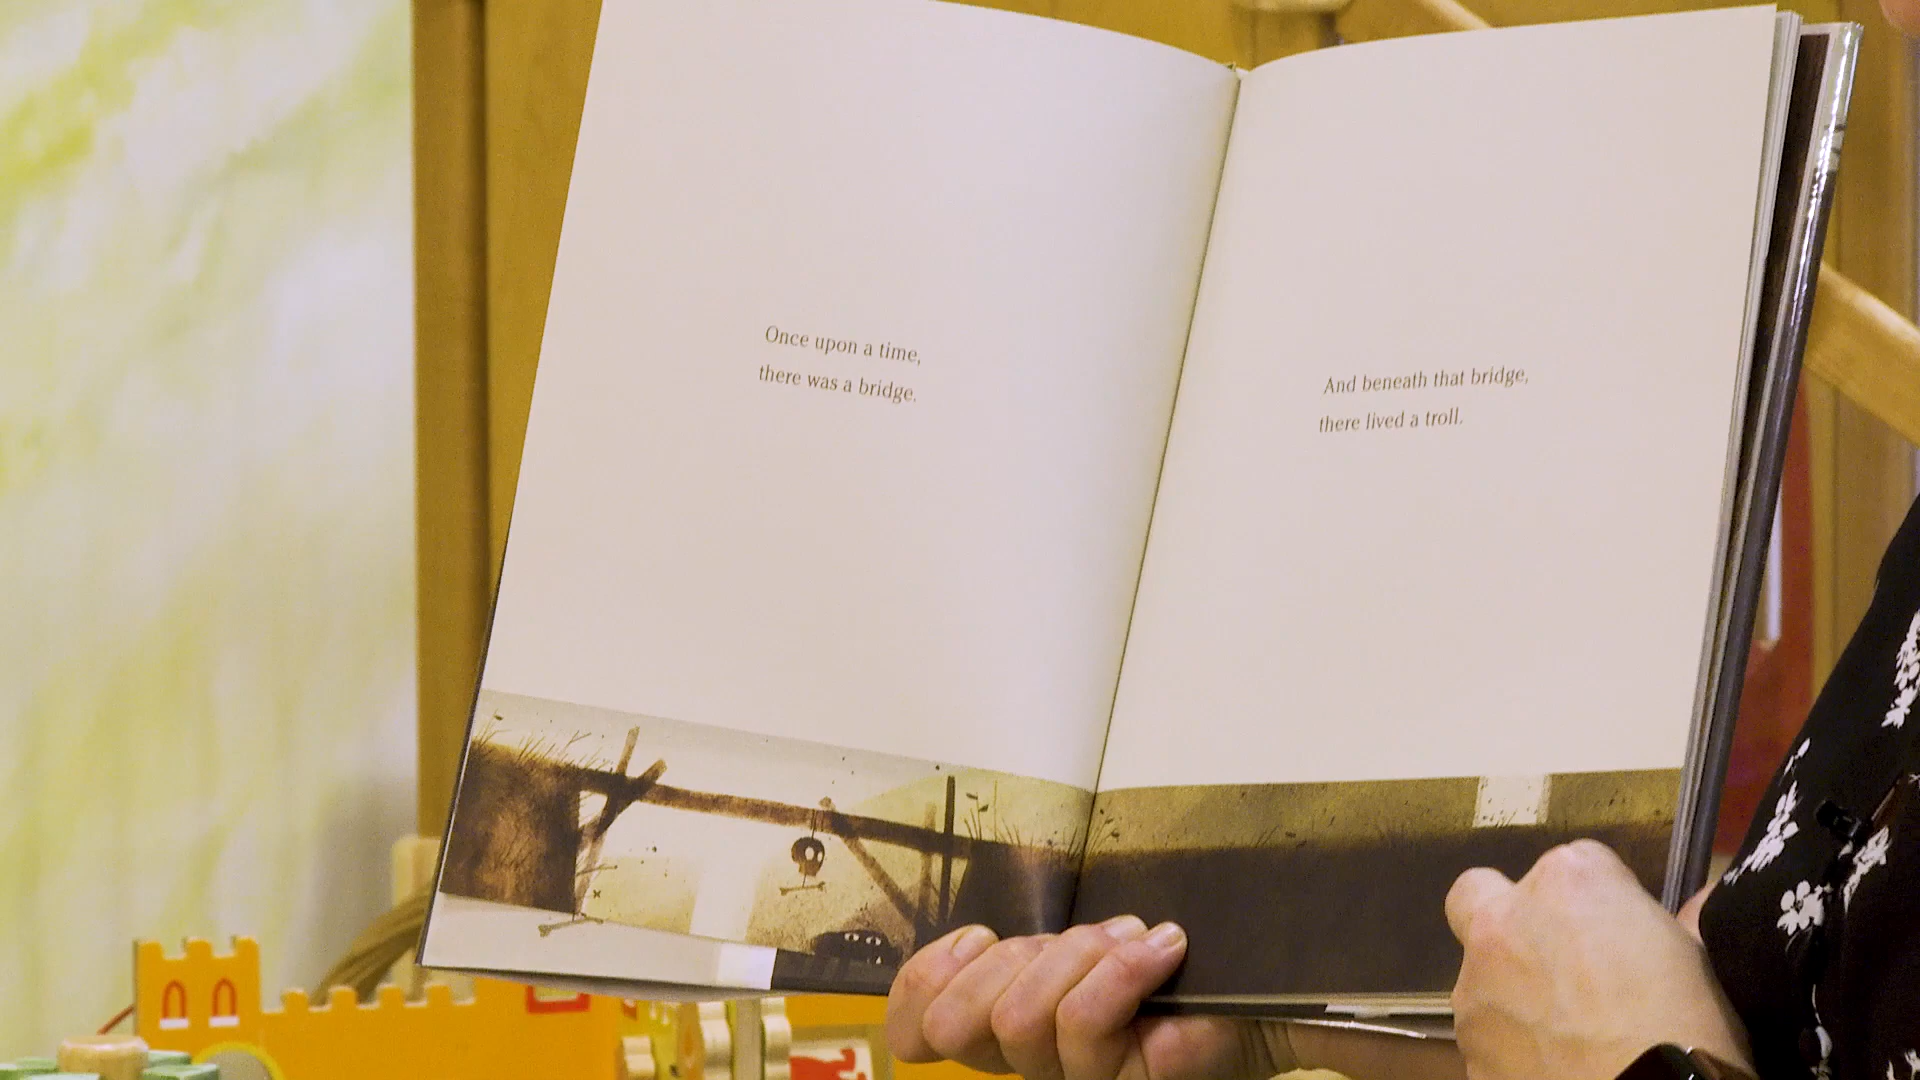 Once upon a time,
there was a bridge.
And beneath that bridge,
there lived a troll.